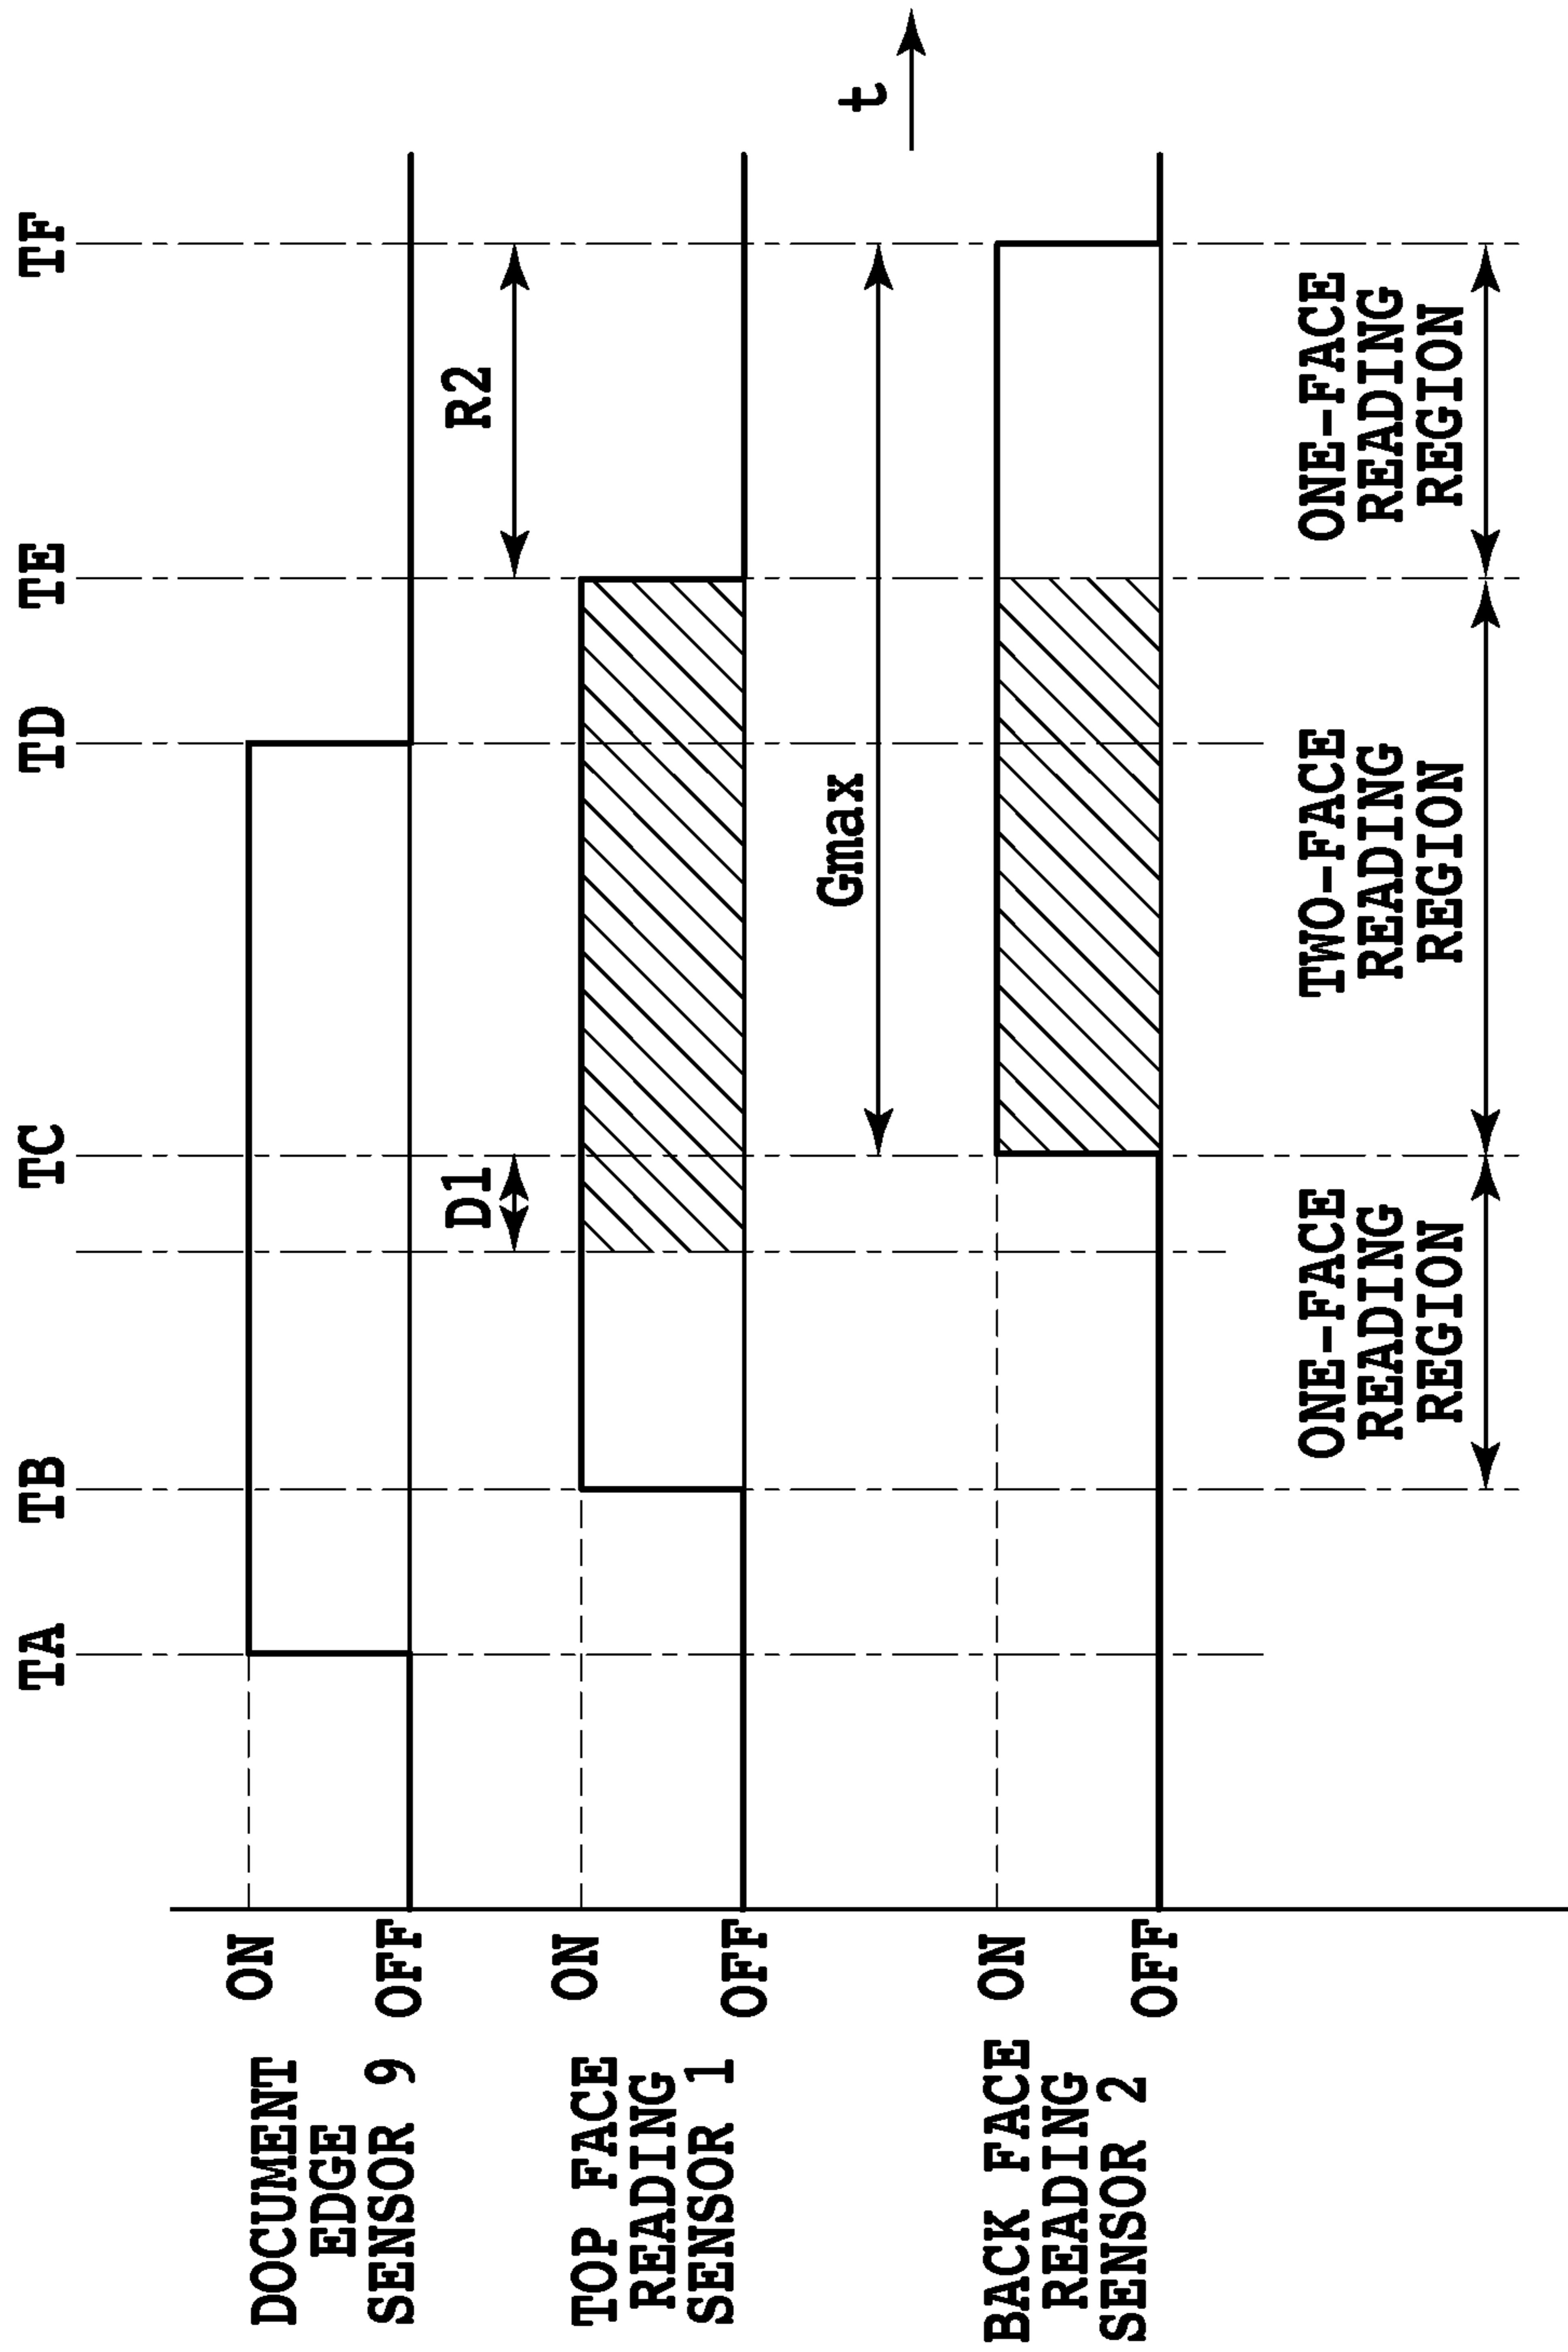 TA TB TC TD TE TF
DOCUMENT
EDGE
SENSOR 9
ON
OFF
D1
R2
TOP FACE
READING
SENSOR 1
ON
OFF
Gmax
t
BACK FACE
READING
SENSOR 2
ON
OFF
ONE-FACE
READING
REGION
TWO-FACE
READING
REGION
ONE-FACE
READING
REGION